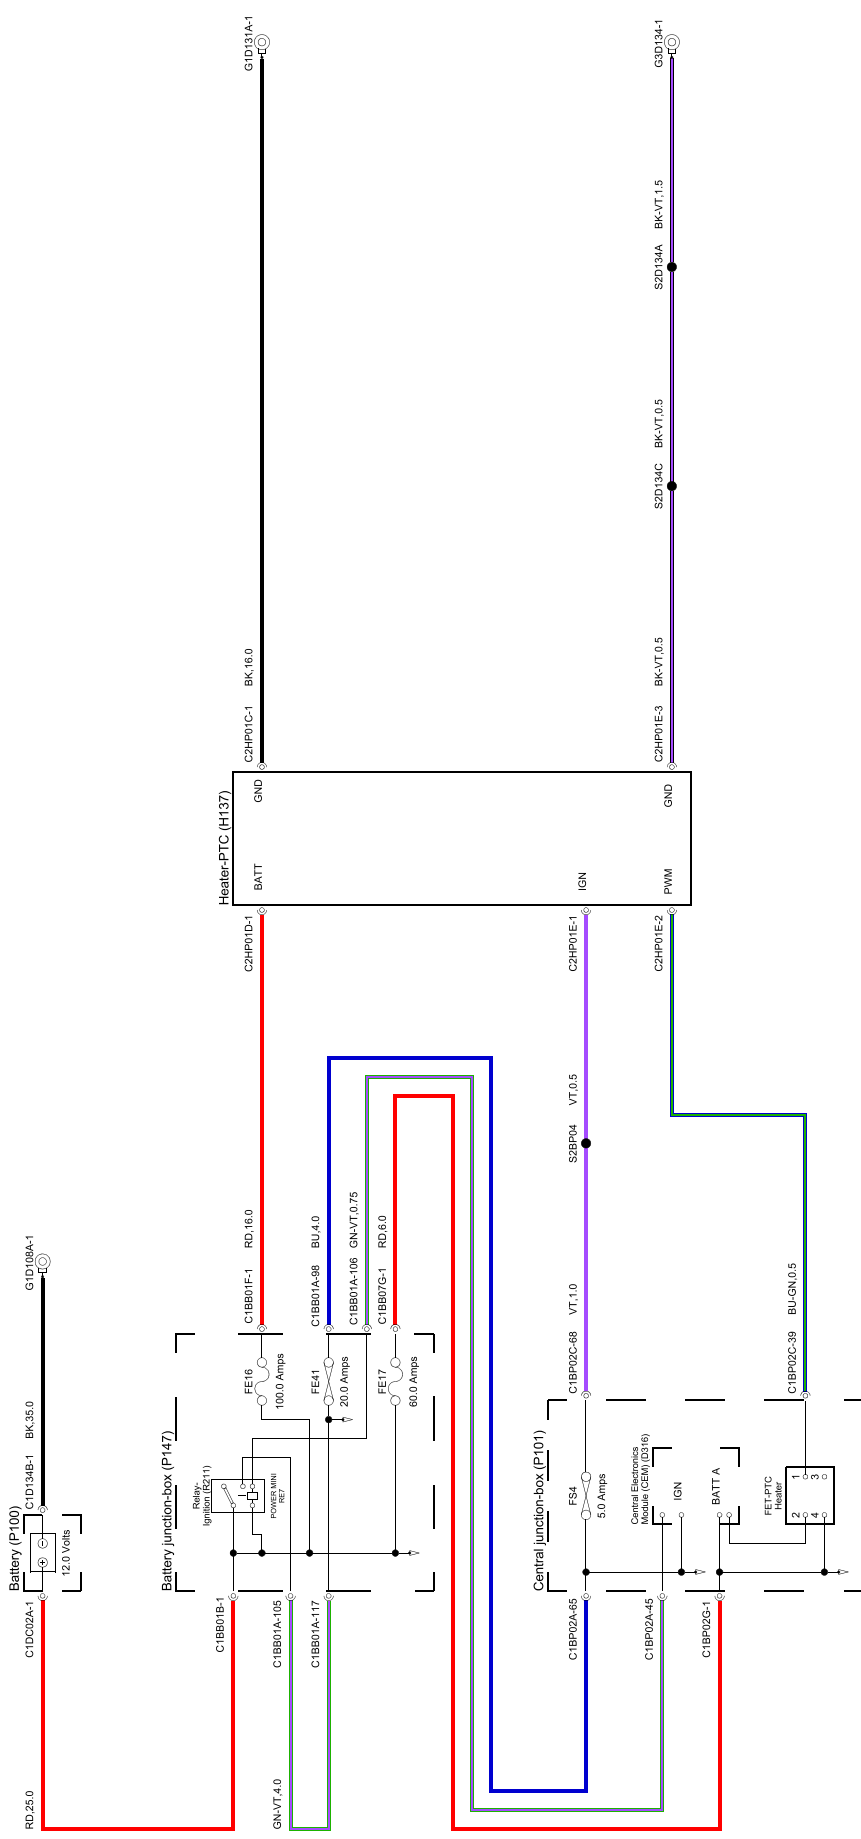 G1D131A-1
G3D134-1
BK-VT,1.5
S2D134A
BK-VT,0.5
S2D134C
BK,16.0
BK-VT,0.5
C2HP01C-1
C2HP01E-3
Heater-PTC (H137)
GND
GND
BATT
IGN
PWM
C2HP01D-1
C2HP01E-1
C2HP01E-2
VT,0.5
S2BP04
G1D108A-1
RD,16.0
BU,4.0
GN-VT,0.75
RD,6.0
C1BB01F-1
C1BB01A-98
C1BB01A-106
C1BB07G-1
VT,1.0
BU-GN,0.5
C1BP02C-68
C1BP02C-39
BK,35.0
C1D134B-1
Battery (P100)
12.0 Volts
Battery junction-box (P147)
FE16
100.0 Amps
FE41
20.0 Amps
FE17
60.0 Amps
Relay-
Ignition (R211)
POWER MINI
RE7
Central junction-box (P101)
FS4
5.0 Amps
Central Electronics
Module (CEM) (D316)
IGN
BATT A
FET-PTC
Heater
1
3
2
4
C1DC02A-1
C1BB01B-1
C1BB01A-105
C1BB01A-117
C1BP02A-65
C1BP02A-45
C1BP02G-1
RD,25.0
GN-VT,4.0